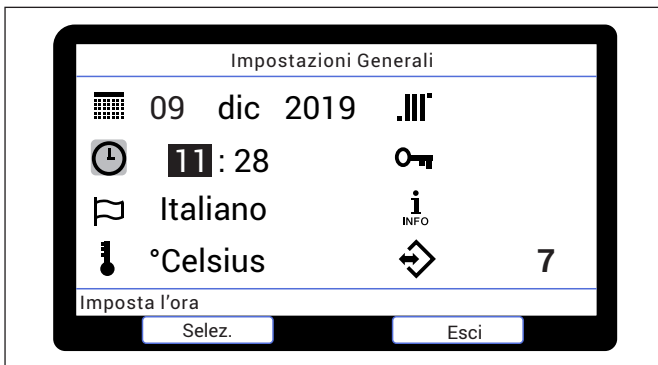 Impostazioni Generali
09 dic 2019
11 : 28
Italiano
INFO
°Celsius
7
Imposta l’ora
Selez.
Esci